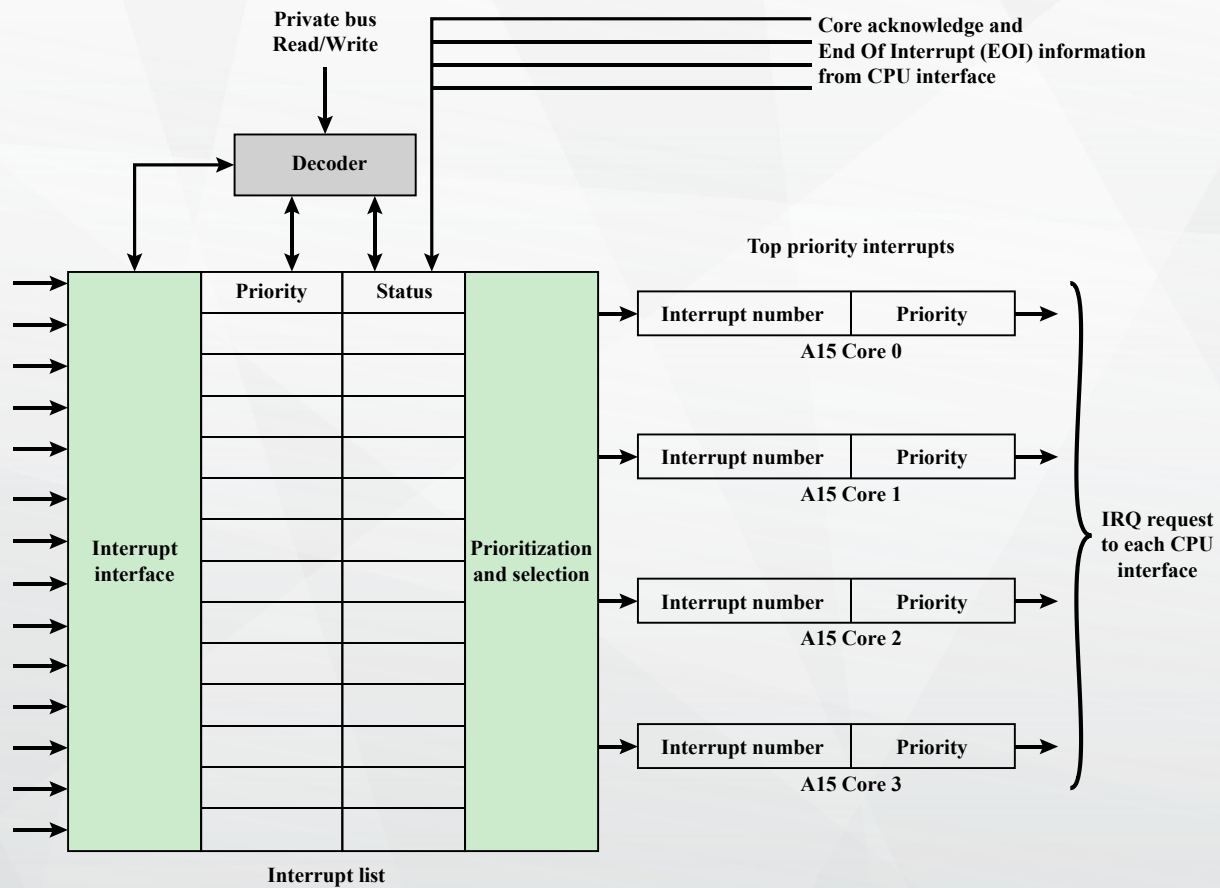 Private bus
Read/Write
Core acknowledge and
End Of Interrupt (EOI) information
from CPU interface
Decoder
Top priority interrupts
Priority
Status
Interrupt number
Priority
A15 Core 0
Interrupt number
Priority
A15 Core 1
Interrupt
interface
Prioritization
and selection
IRQ request
to each CPU
interface
Interrupt number
Priority
A15 Core 2
Interrupt number
Priority
A15 Core 3
Interrupt list